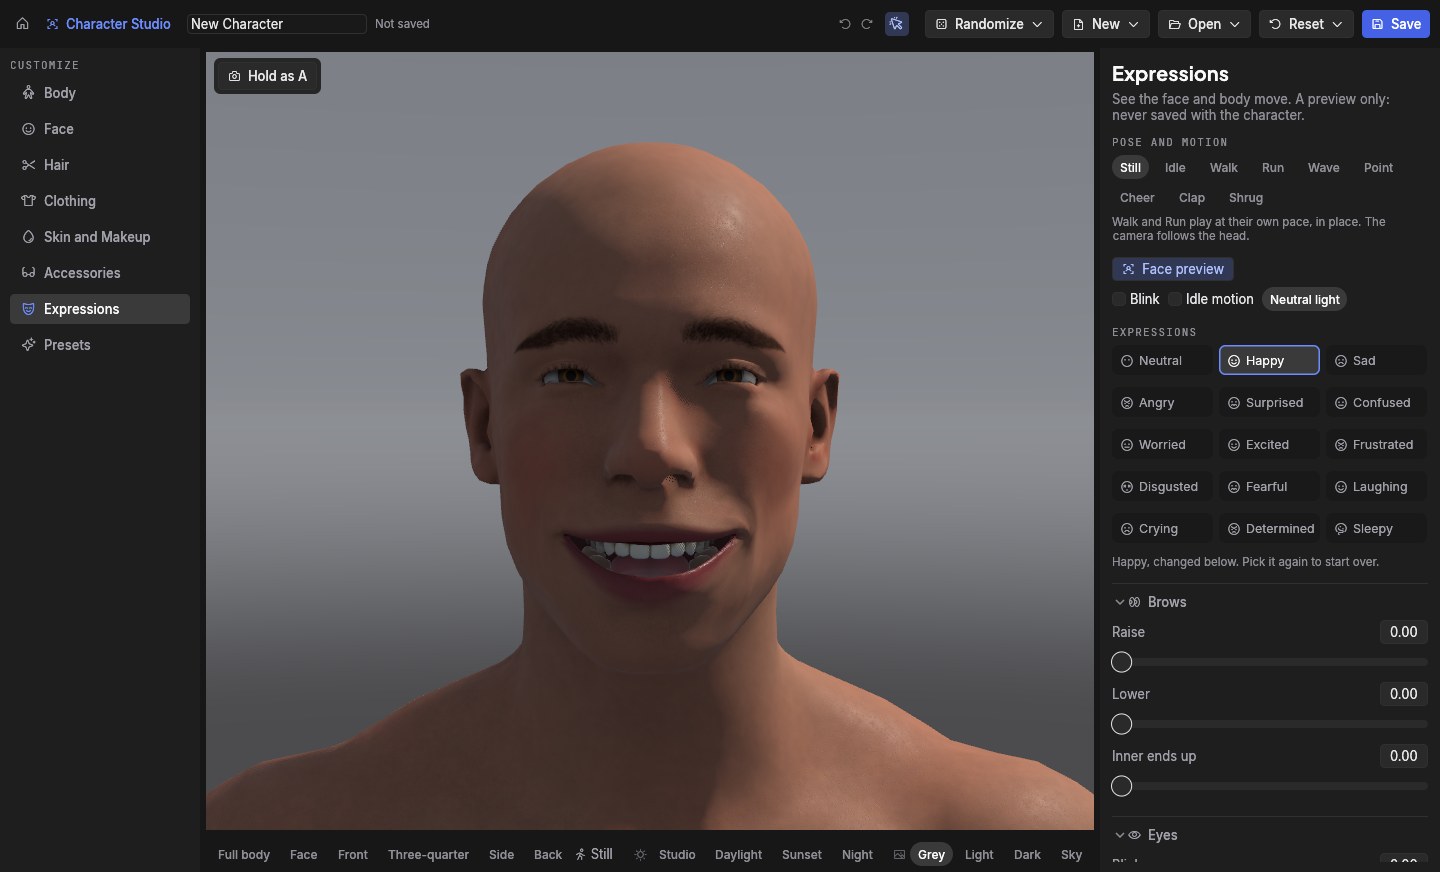 Character Studio
New Character
Not saved
Randomize
New
Open
Reset
Save
CUSTOMIZE
Body
Face
Hair
Clothing
Skin and Makeup
Accessories
Expressions
Presets
Hold as A
Full body
Face
Front
Three-quarter
Side
Back
Still
Studio
Daylight
Sunset
Night
Grey
Light
Dark
Sky
Expressions
See the face and body move. A preview only:
never saved with the character.
POSE AND MOTION
Still
Idle
Walk
Run
Wave
Point
Cheer
Clap
Shrug
Walk and Run play at their own pace, in place. The
camera follows the head.
Face preview
Blink
Idle motion
Neutral light
EXPRESSIONS
Neutral
Happy
Sad
Angry
Surprised
Confused
Worried
Excited
Frustrated
Disgusted
Fearful
Laughing
Crying
Determined
Sleepy
Happy, changed below. Pick it again to start over.
Brows
Raise
0.00
Lower
0.00
Inner ends up
0.00
Eyes